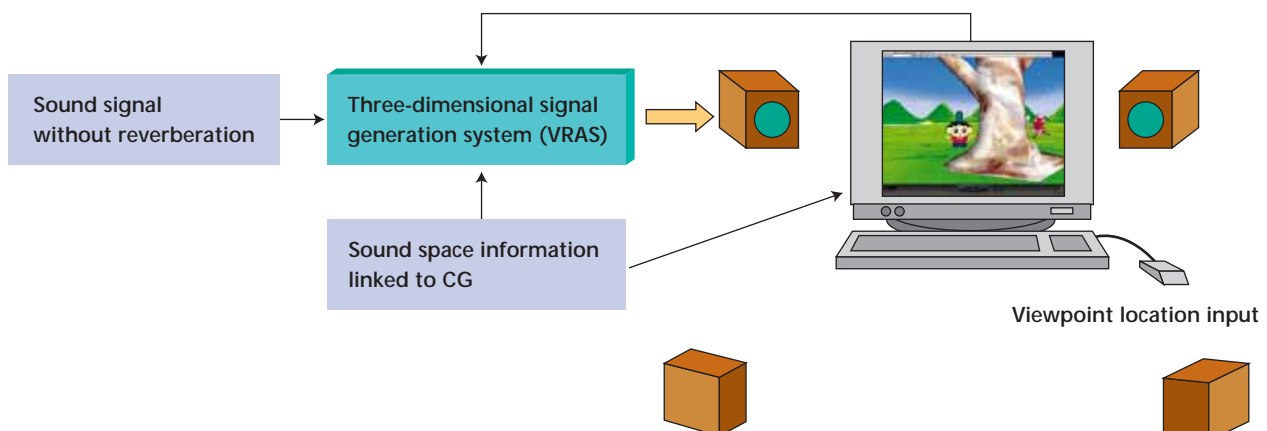 Sound signal
without reverberation
Three-dimensional signal
generation system (VRAS)
Sound space information
linked to CG
Viewpoint location input